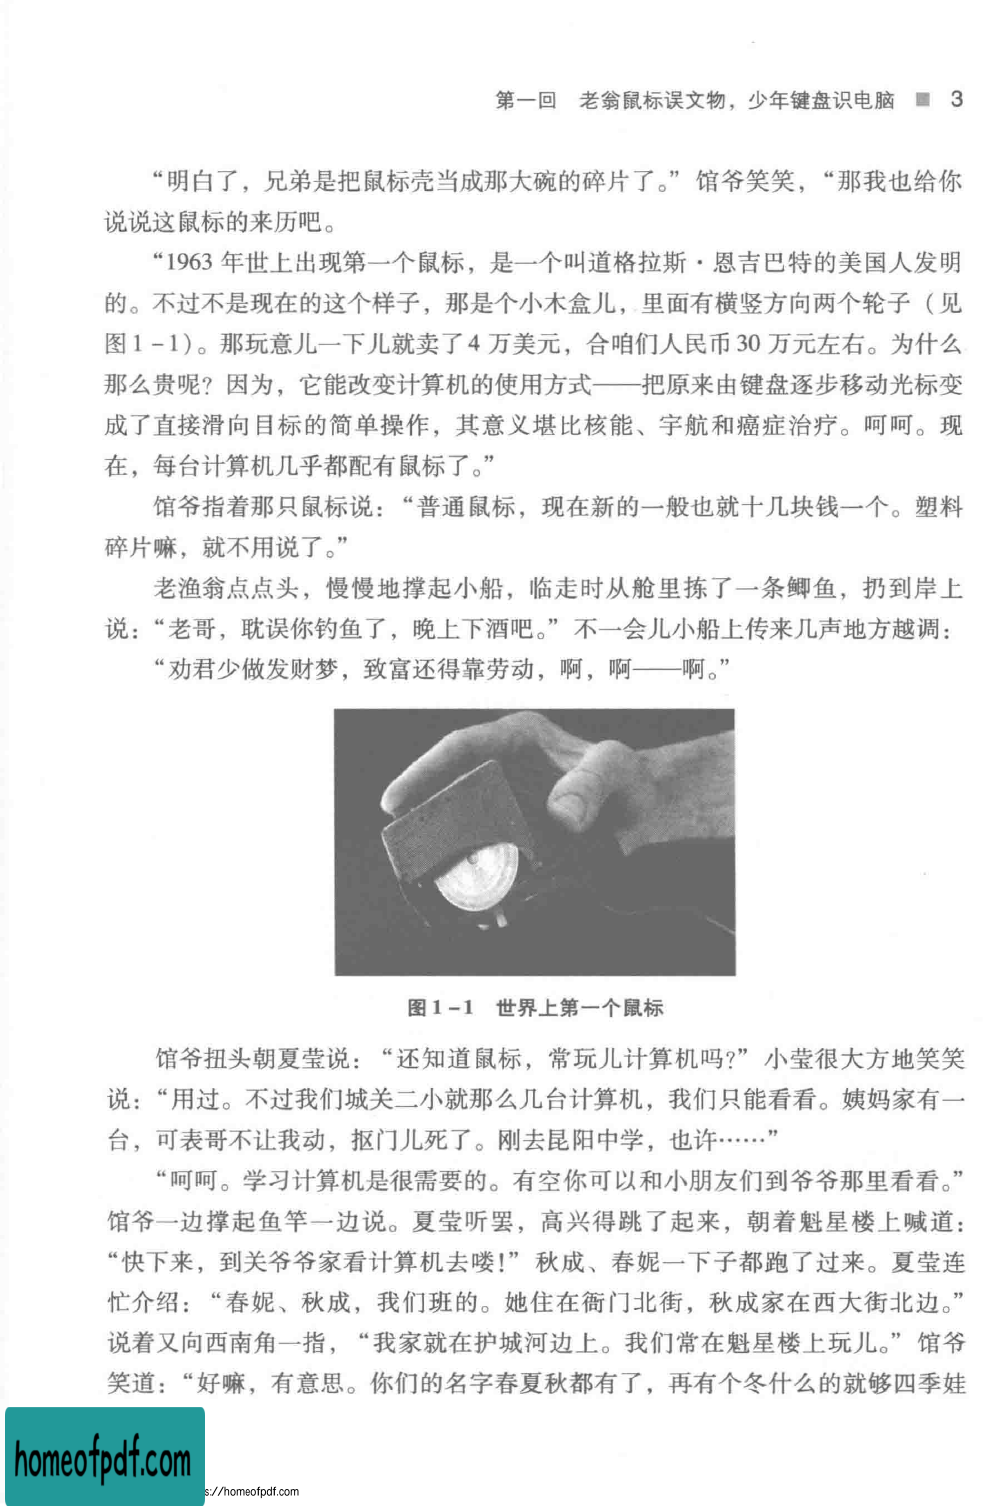 第一回　老翁鼠标误文物，少年键盘识电脑 ■ 3
“明白了，兄弟是把鼠标壳当成那大碗的碎片了。”馆爷笑笑，“那我也给你
说说这鼠标的来历吧。
“1963 年世上出现第一个鼠标，是一个叫道格拉斯·恩吉巴特的美国人发明
的。不过不是现在的这个样子，那是个小木盒儿，里面有横竖方向两个轮子（见
图1－1）。那玩意儿一下儿就卖了4 万美元，合咱们人民币30 万元左右。为什么
那么贵呢？因为，它能改变计算机的使用方式——把原来由键盘逐步移动光标变
成了直接滑向目标的简单操作，其意义堪比核能、宇航和癌症治疗。呵呵。现
在，每台计算机几乎都配有鼠标了。”
馆爷指着那只鼠标说：“普通鼠标，现在新的一般也就十几块钱一个。塑料
碎片嘛，就不用说了。”
老渔翁点点头，慢慢地撑起小船，临走时从舱里拣了一条鲫鱼，扔到岸上
说：“老哥，耽误你钓鱼了，晚上下酒吧。”不一会儿小船上传来几声地方越调：
“劝君少做发财梦，致富还得靠劳动，啊，啊——啊。”
图1－1　世界上第一个鼠标
馆爷扭头朝夏莹说：“还知道鼠标，常玩儿计算机吗？”小莹很大方地笑笑
说：“用过。不过我们城关二小就那么几台计算机，我们只能看看。姨妈家有一
台，可表哥不让我动，抠门儿死了。刚去昆阳中学，也许……”
“呵呵。学习计算机是很需要的。有空你可以和小朋友们到爷爷那里看看。”
馆爷一边撑起鱼竿一边说。夏莹听罢，高兴得跳了起来，朝着魁星楼上喊道：
“快下来，到关爷爷家看计算机去喽！”秋成、春妮一下子都跑了过来。夏莹连
忙介绍：“春妮、秋成，我们班的。她住在衙门北街，秋成家在西大街北边。”
说着又向西南角一指，“我家就在护城河边上。我们常在魁星楼上玩儿。”馆爷
笑道：“好嘛，有意思。你们的名字春夏秋都有了，再有个冬什么的就够四季娃
homeofpdf.com
s://homeofpdf.com